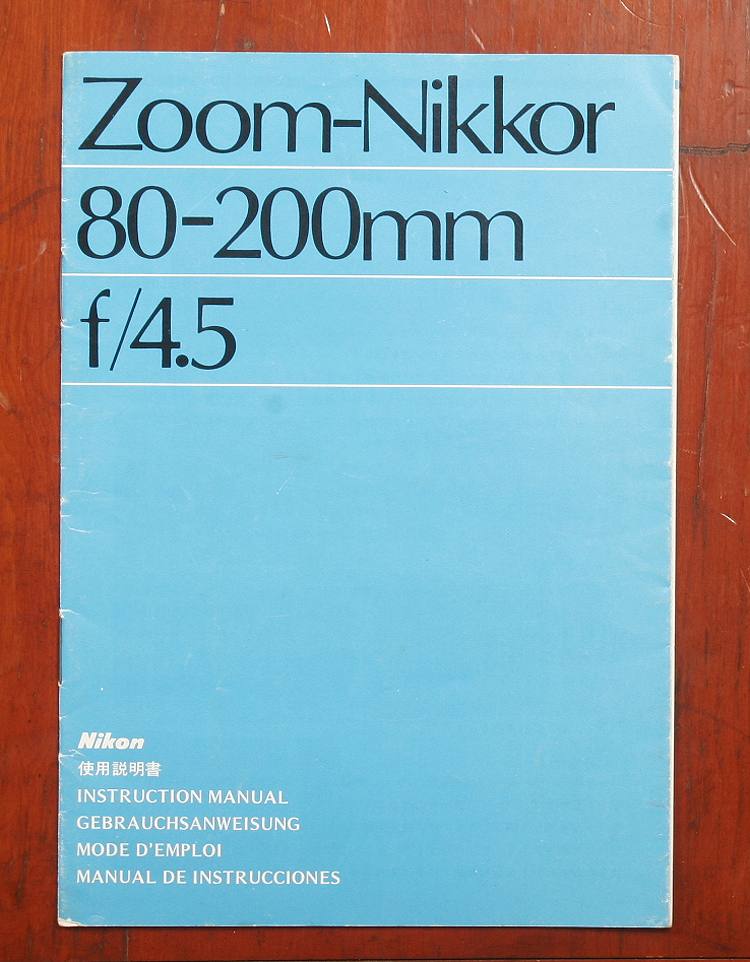 Zoom-Nikkor
80-200mm
f/4.5
Nikon
使用説明書
INSTRUCTION MANUAL
GEBRAUCHSANWEISUNG
MODE D'EMPLOI
MANUAL DE INSTRUCCIONES